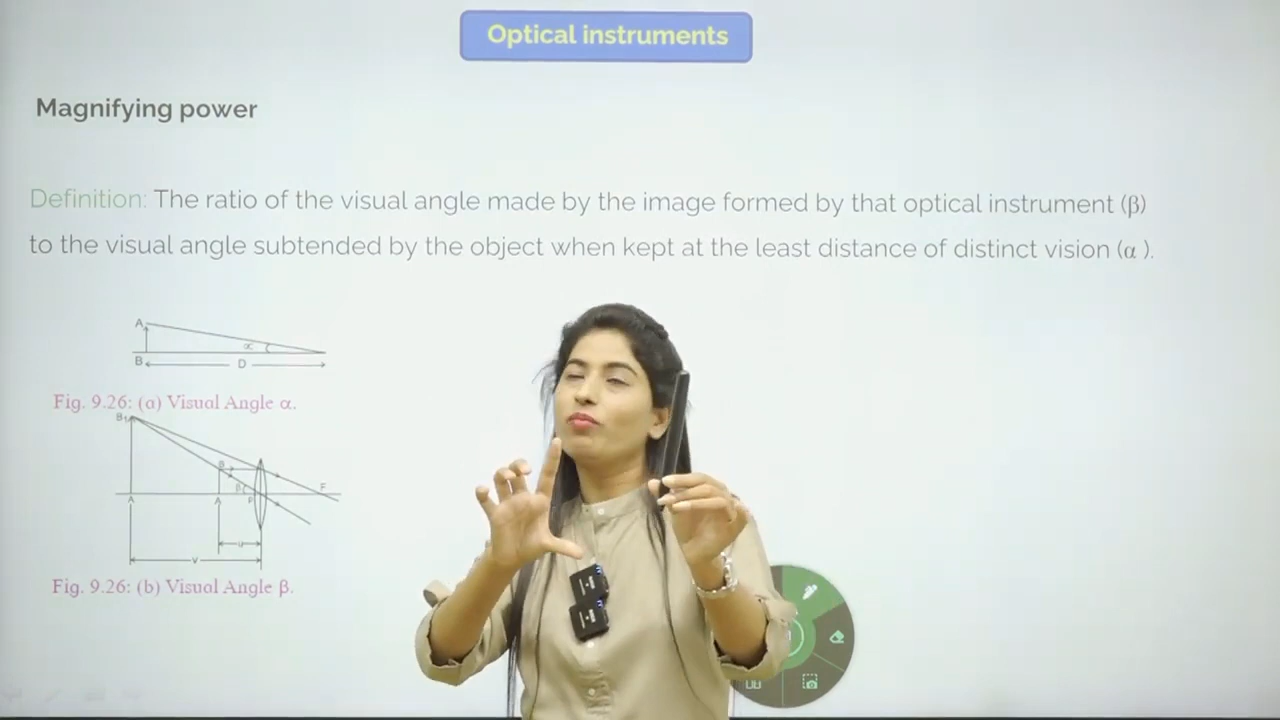 Optical instruments
Magnifying power
Definition: The ratio of the visual angle made by the image formed by that optical instrument (β)
to the visual angle subtended by the object when kept at the least distance of distinct vision (α ).
A
α
B
D
Fig. 9.26: (a) Visual Angle α.
B₁
B
β
F
A
A
P
u
v
Fig. 9.26: (b) Visual Angle β.